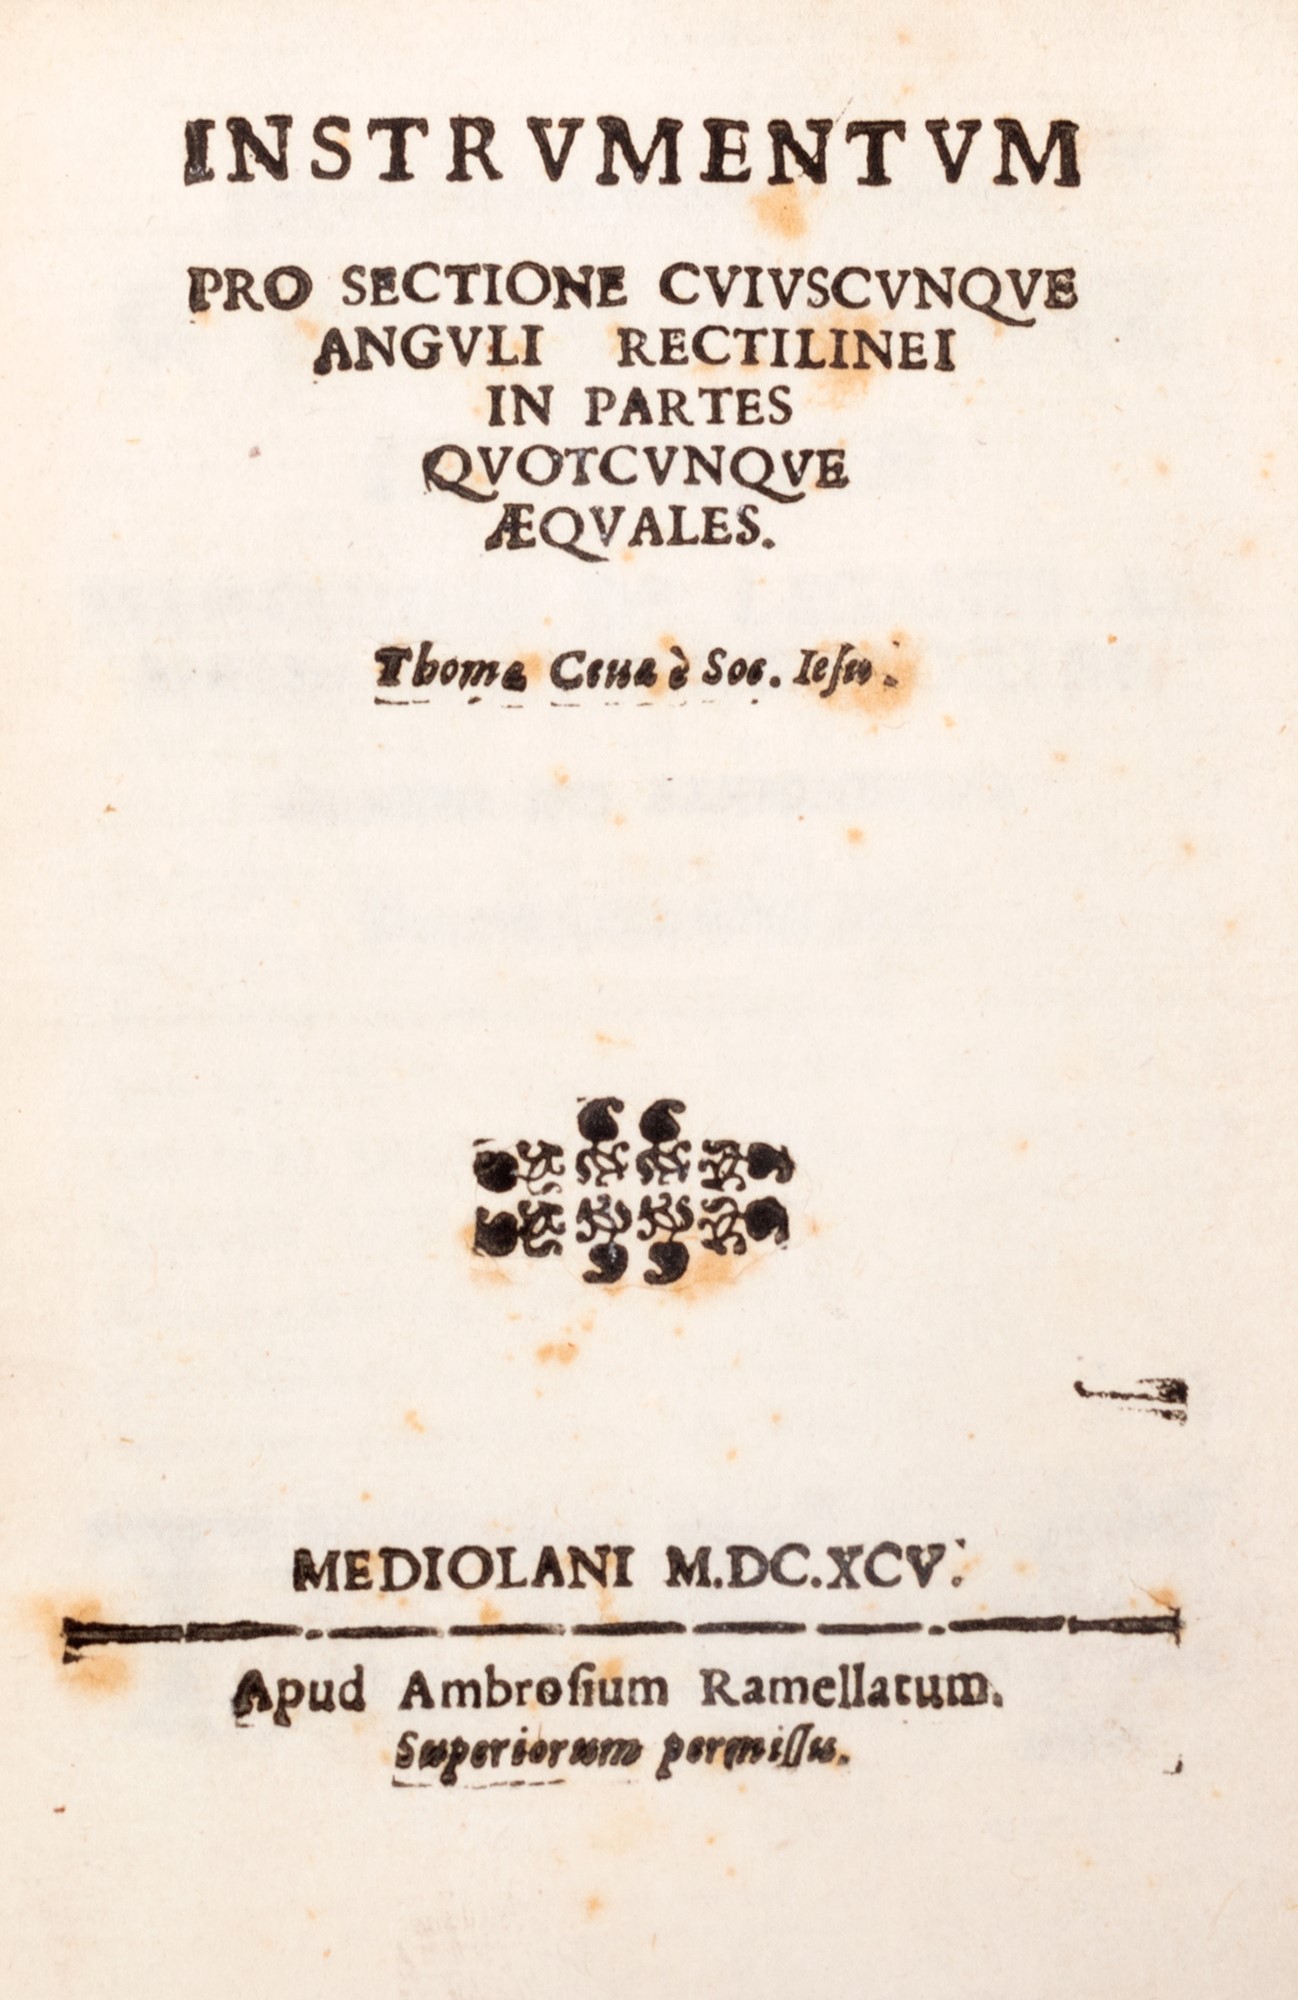 INSTRVMENTVM
PRO SECTIONE CVIVSCVNQVE
ANGVLI RECTILINEI
IN PARTES
QVOTCVNQVE
ÆQVALES.
Thomæ Ceuæ è Soc. Ieſu.
MEDIOLANI M.DC.XCV.
Apud Ambroſium Ramellatum.
Superiorum permiſſu.